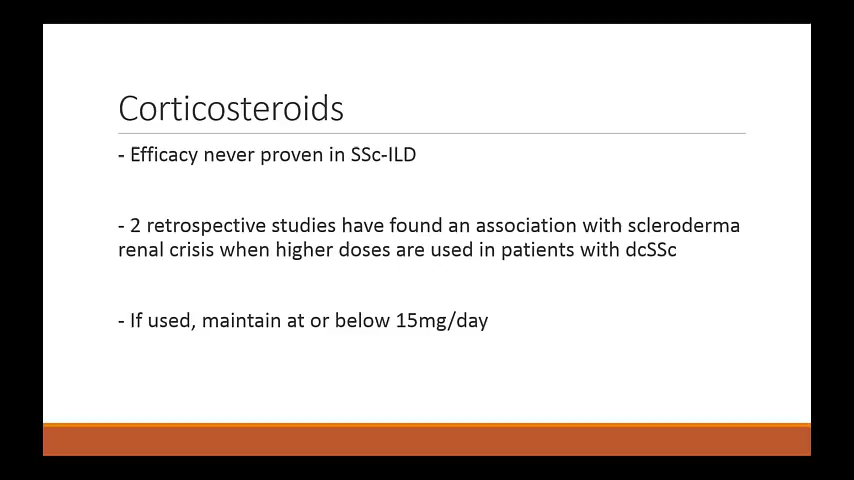 Corticosteroids
- Efficacy never proven in SSc-ILD
- 2 retrospective studies have found an association with scleroderma
renal crisis when higher doses are used in patients with dcSSc
- If used, maintain at or below 15mg/day